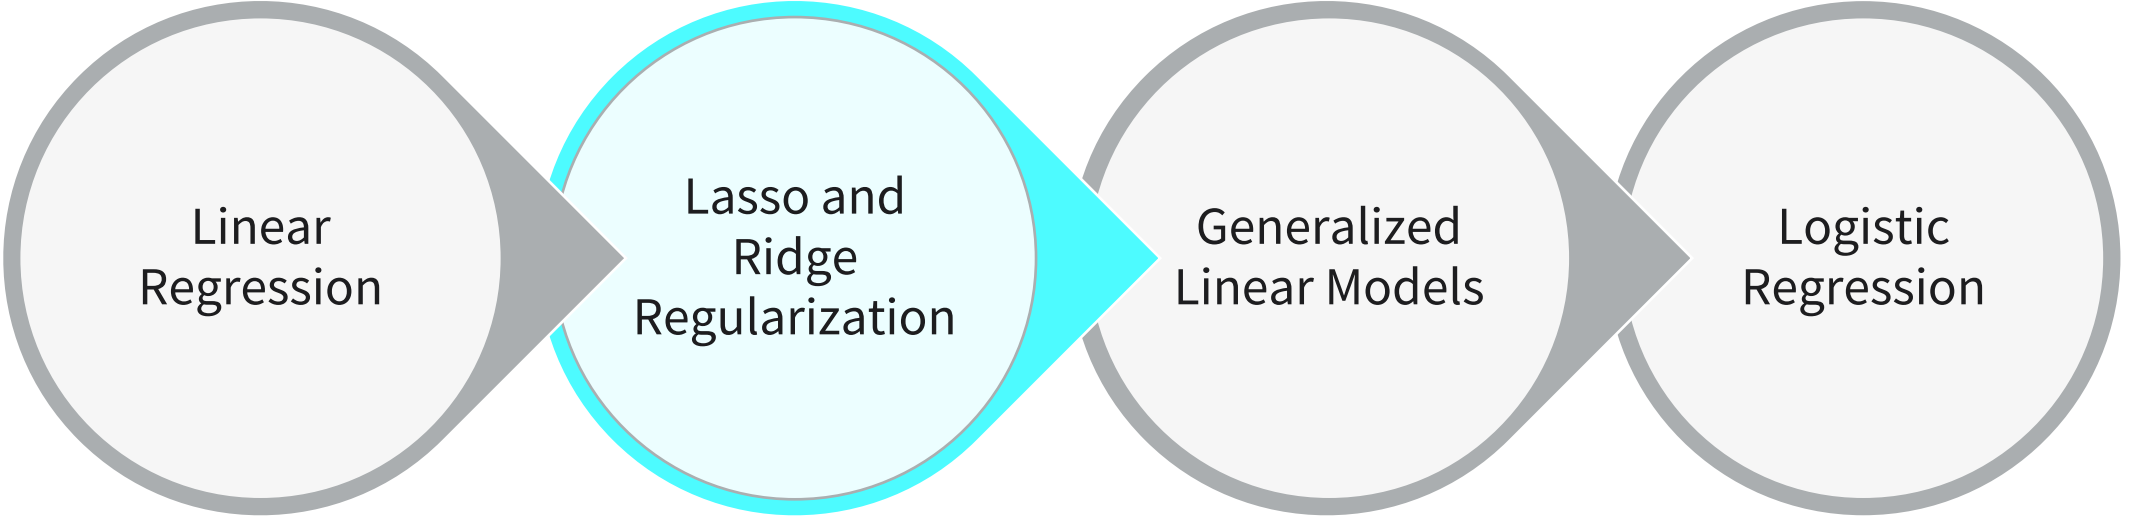 Linear
Regression
Lasso and
Ridge
Regularization
Generalized
Linear Models
Logistic
Regression